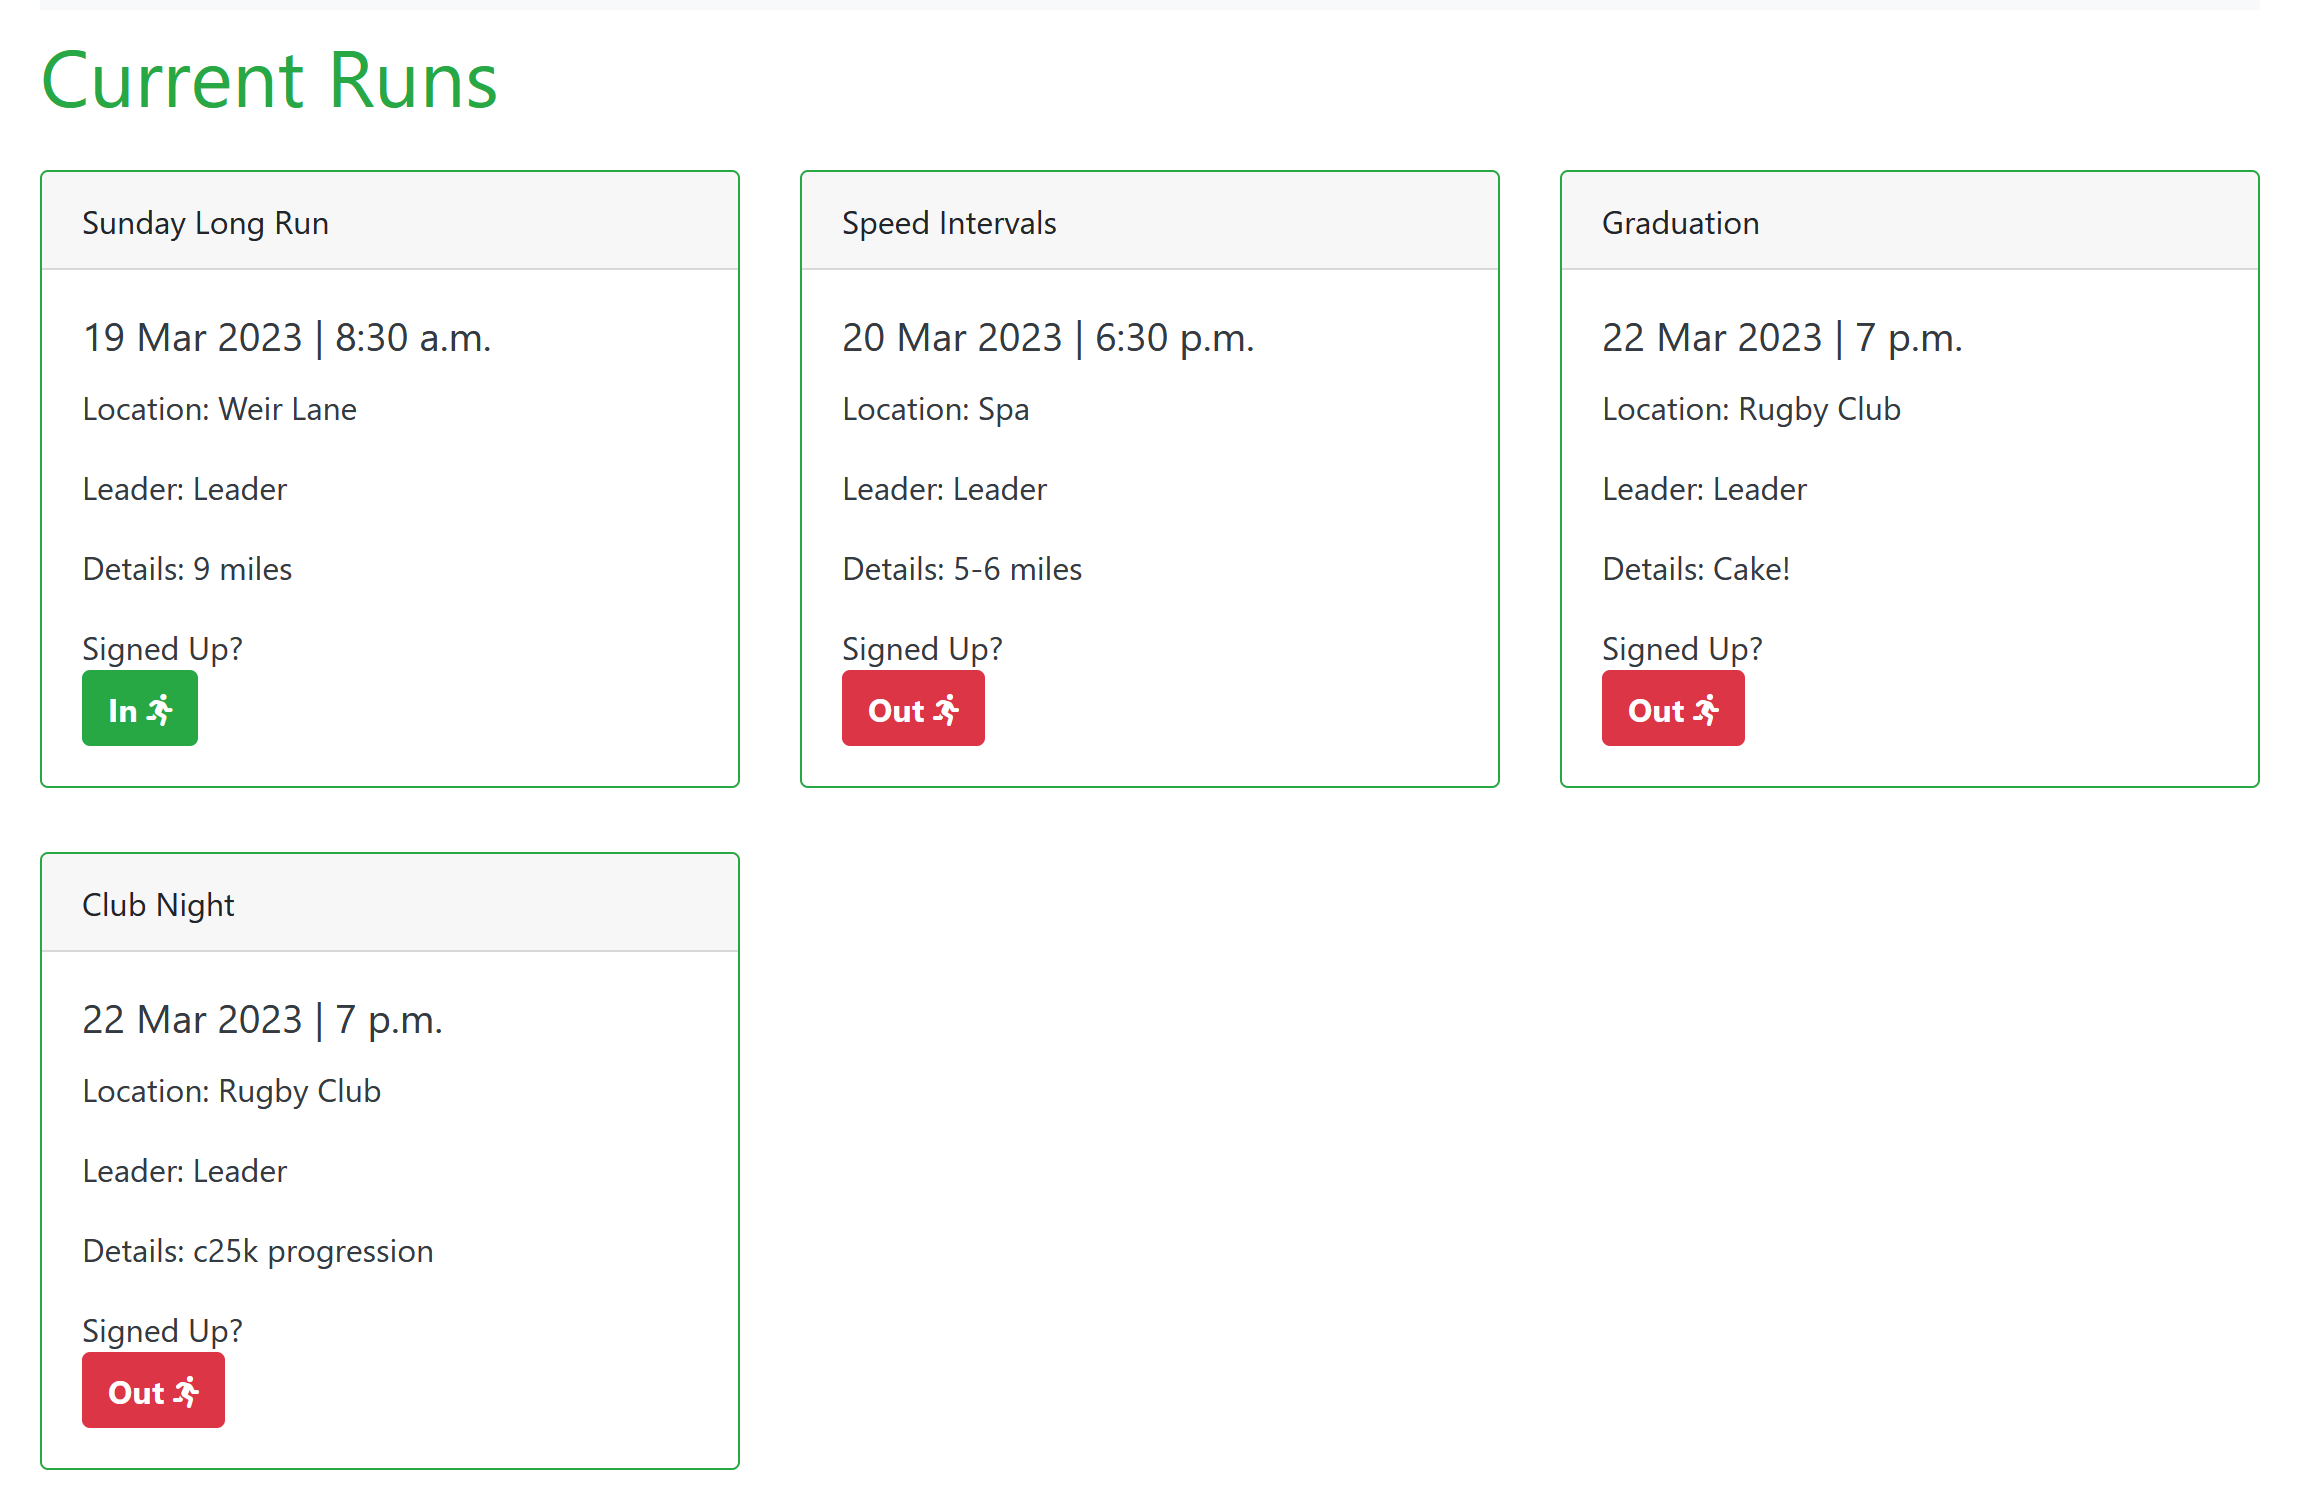 Current Runs
Sunday Long Run
19 Mar 2023 | 8:30 a.m.
Location: Weir Lane
Leader: Leader
Details: 9 miles
Signed Up?
In
Speed Intervals
20 Mar 2023 | 6:30 p.m.
Location: Spa
Leader: Leader
Details: 5-6 miles
Signed Up?
Out
Graduation
22 Mar 2023 | 7 p.m.
Location: Rugby Club
Leader: Leader
Details: Cake!
Signed Up?
Out
Club Night
22 Mar 2023 | 7 p.m.
Location: Rugby Club
Leader: Leader
Details: c25k progression
Signed Up?
Out